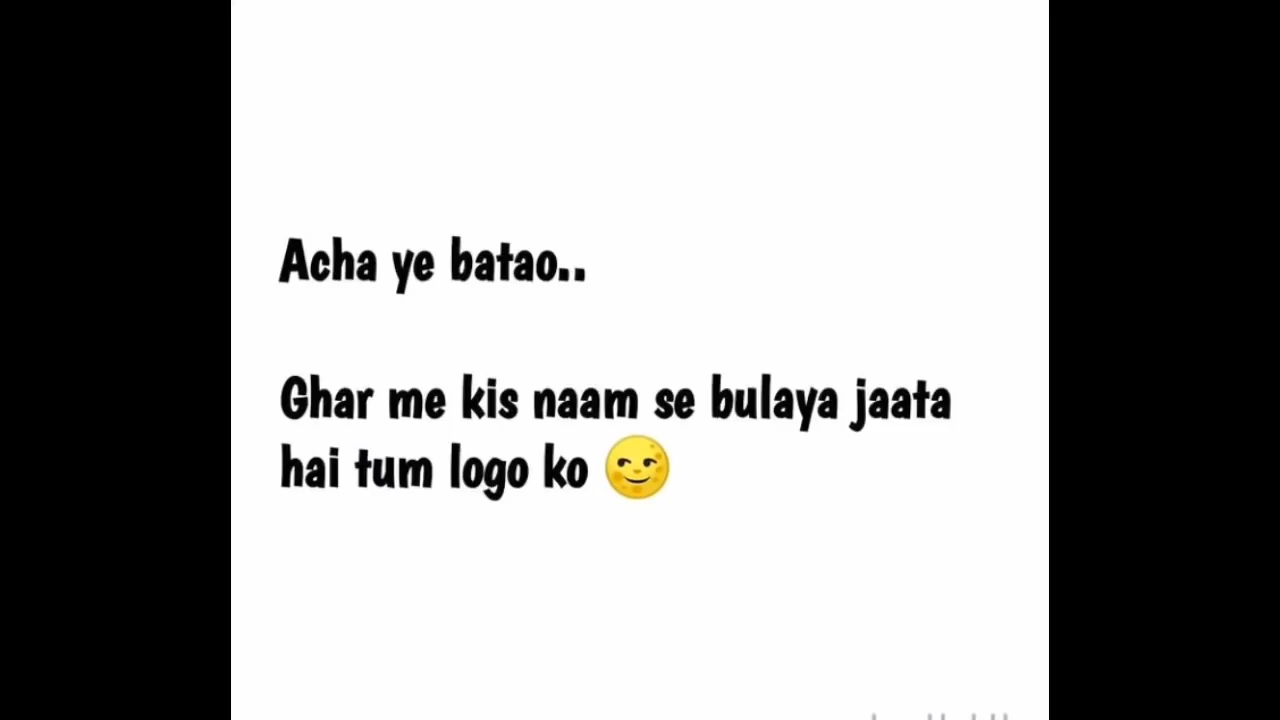 Acha ye batao..
Ghar me kis naam se bulaya jaata
hai tum logo ko 🌝